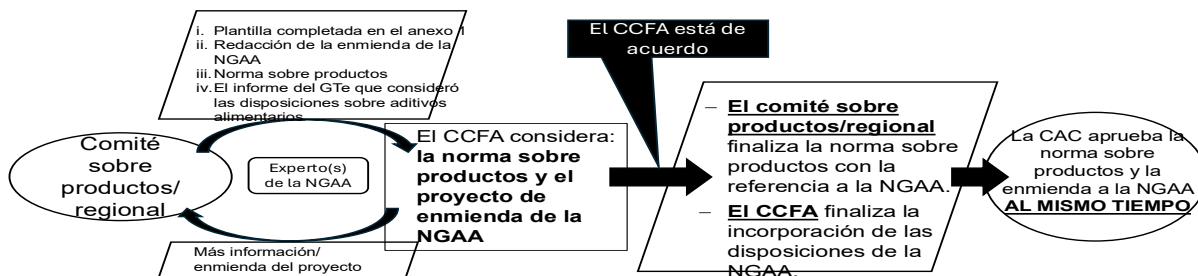 i. Plantilla completada en el anexo 1
ii. Redacción de la enmienda de la
NGAA
iii. Norma sobre productos
iv. El informe del GTe que consideró
las disposiciones sobre aditivos
alimentarios
Comité
sobre
productos/
regional
Experto(s)
de la NGAA
Más información/
enmienda del proyecto
El CCFA considera:
la norma sobre
productos y el
proyecto de
enmienda de la
NGAA
El CCFA está de
acuerdo
– El comité sobre
productos/regional
finaliza la norma sobre
productos con la
referencia a la NGAA.
– El CCFA finaliza la
incorporación de las
disposiciones de la
NGAA.
La CAC aprueba la
norma sobre
productos y la
enmienda a la NGAA
AL MISMO TIEMPO